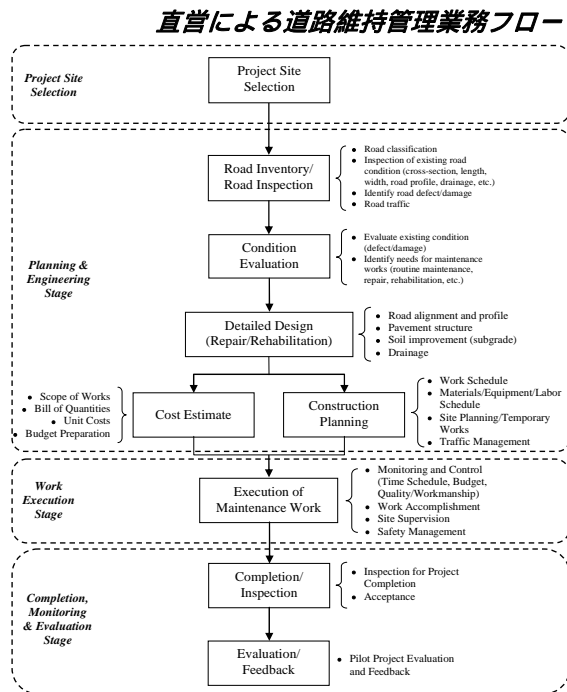 直営による道路維持管理業務フロー
Project Site
Selection
Project Site
Selection
Road Inventory/
Road Inspection
● Road classification
● Inspection of existing road
condition (cross-section, length,
width, road profile, drainage, etc.)
● Identify road defect/damage
● Road traffic
Planning &
Engineering
Stage
Condition
Evaluation
● Evaluate existing condition
(defect/damage)
● Identify needs for maintenance
works (routine maintenance,
repair, rehabilitation, etc.)
Detailed Design
(Repair/Rehabilitation)
● Road alignment and profile
● Pavement structure
● Soil improvement (subgrade)
● Drainage
● Scope of Works
● Bill of Quantities
● Unit Costs
● Budget Preparation
Cost Estimate
Construction
Planning
● Work Schedule
● Materials/Equipment/Labor
Schedule
● Site Planning/Temporary
Works
● Traffic Management
Work
Execution
Stage
Execution of
Maintenance Work
● Monitoring and Control
(Time Schedule, Budget,
Quality/Workmanship)
● Work Accomplishment
● Site Supervision
● Safety Management
Completion,
Monitoring
& Evaluation
Stage
Completion/
Inspection
● Inspection for Project
Completion
● Acceptance
Evaluation/
Feedback
● Pilot Project Evaluation
and Feedback